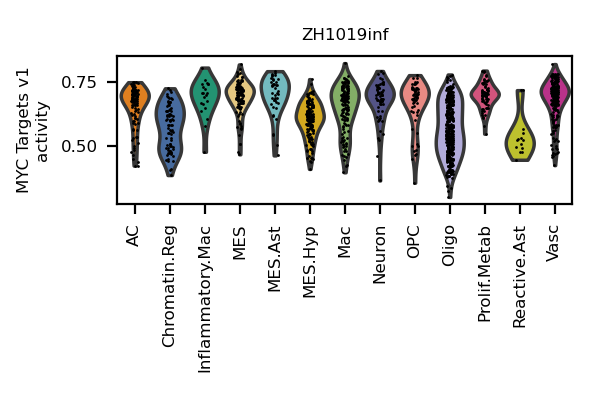 ZH1019inf
MYC Targets v1
activity
0.75
0.50
AC
Chromatin.Reg
Inflammatory.Mac
MES
MES.Ast
MES.Hyp
Mac
Neuron
OPC
Oligo
Prolif.Metab
Reactive.Ast
Vasc